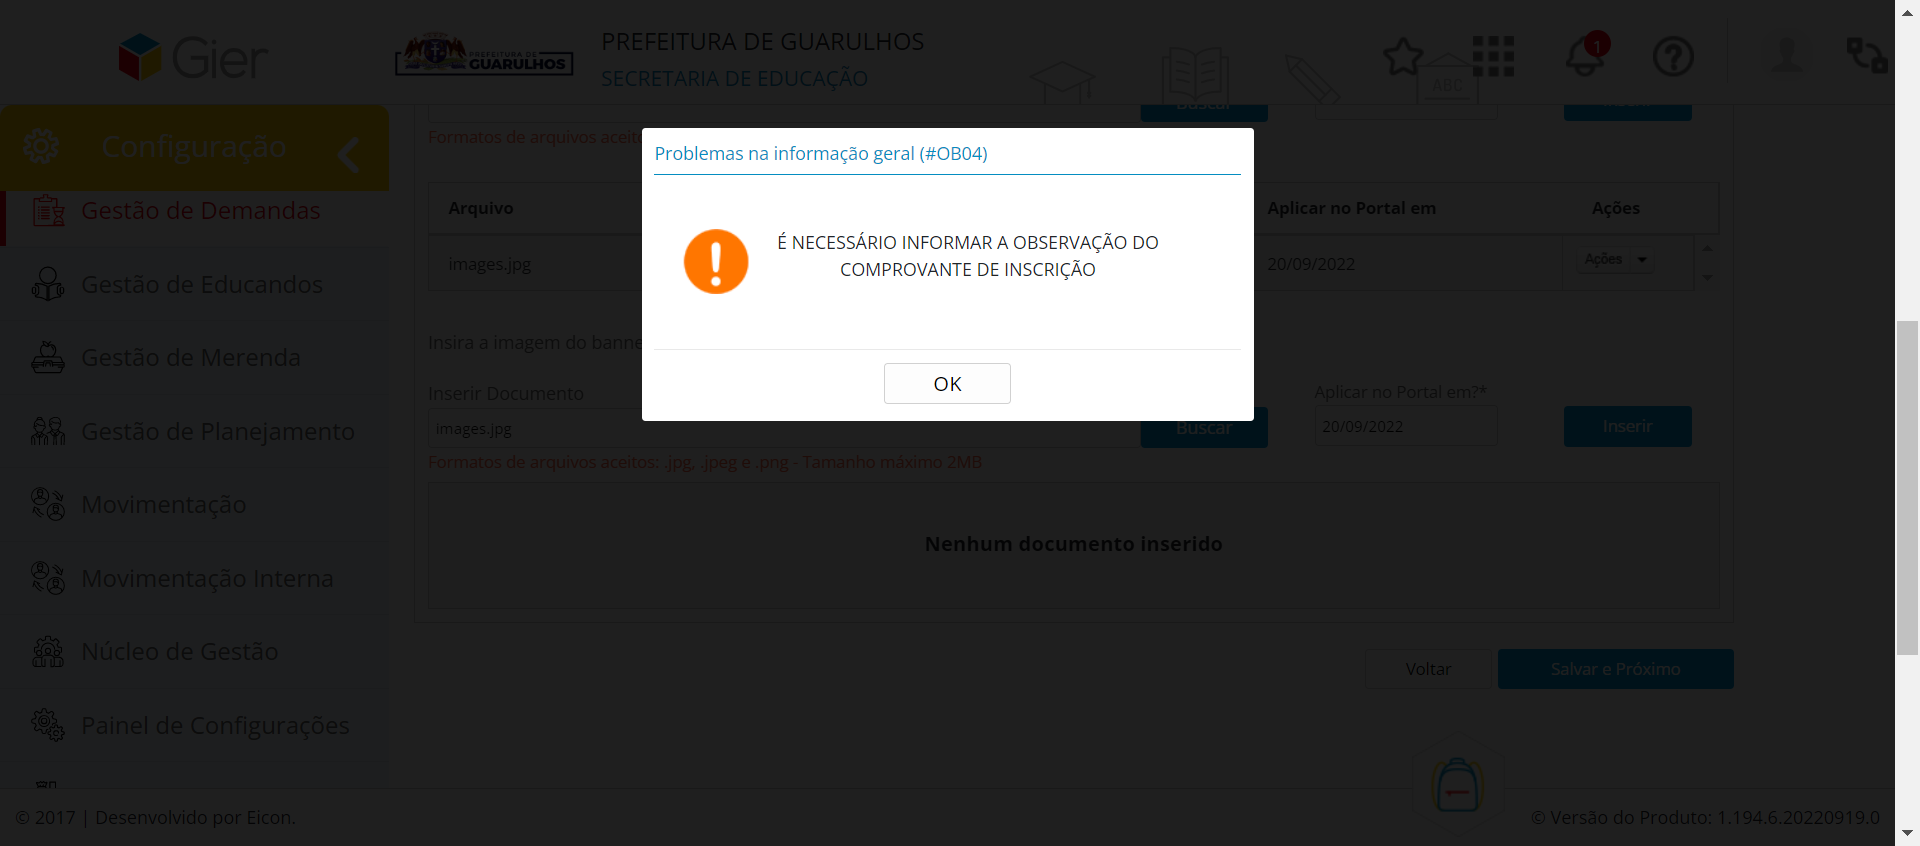 Gier
PREFEITURA DE
GUARULHOS
PREFEITURA DE GUARULHOS
SECRETARIA DE EDUCAÇÃO
ABC
1
Configuração
Gestão de Demandas
Gestão de Educandos
Gestão de Merenda
Gestão de Planejamento
Movimentação
Movimentação Interna
Núcleo de Gestão
Painel de Configurações
Buscar
Formatos de arquivos aceito
Problemas na informação geral (#OB04)
É NECESSÁRIO INFORMAR A OBSERVAÇÃO DO
COMPROVANTE DE INSCRIÇÃO
OK
Arquivo
Aplicar no Portal em
Ações
images.jpg
20/09/2022
Ações
Insira a imagem do banne
Inserir Documento
Aplicar no Portal em?*
images.jpg
Buscar
20/09/2022
Inserir
Formatos de arquivos aceitos: .jpg, .jpeg e .png - Tamanho máximo 2MB
Nenhum documento inserido
Voltar
Salvar e Próximo
© 2017 | Desenvolvido por Eicon.
© Versão do Produto: 1.194.6.20220919.0